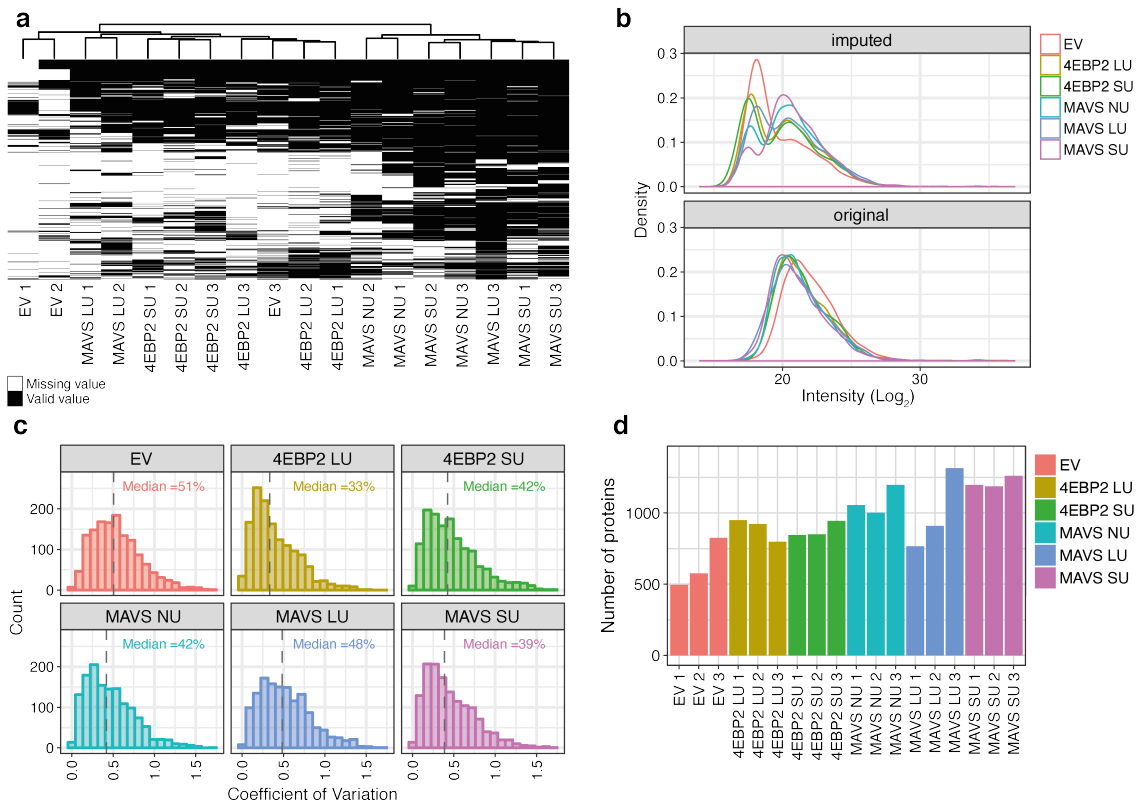 a
EV 1
EV 2
MAVS LU 1
MAVS LU 2
4EBP2 SU 1
4EBP2 SU 2
4EBP2 SU 3
4EBP2 LU 3
EV 3
4EBP2 LU 2
4EBP2 LU 1
MAVS NU 2
MAVS NU 1
MAVS SU 2
MAVS NU 3
MAVS LU 3
MAVS SU 1
MAVS SU 3
Missing value
Valid value
b
imputed
0.3
0.2
0.1
0.0
original
0.3
0.2
0.1
0.0
Density
20
30
Intensity (Log2)
EV
4EBP2 LU
4EBP2 SU
MAVS NU
MAVS LU
MAVS SU
c
EV
4EBP2 LU
4EBP2 SU
Median =51%
Median =33%
Median =42%
200
100
0
MAVS NU
MAVS LU
MAVS SU
Median =42%
Median =48%
Median =39%
200
100
0
Count
0.0
0.5
1.0
1.5
0.0
0.5
1.0
1.5
0.0
0.5
1.0
1.5
Coefficient of Variation
d
Number of proteins
1000
500
0
EV 1
EV 2
EV 3
4EBP2 LU 1
4EBP2 LU 2
4EBP2 LU 3
4EBP2 SU 1
4EBP2 SU 2
4EBP2 SU 3
MAVS NU 1
MAVS NU 2
MAVS NU 3
MAVS LU 1
MAVS LU 2
MAVS LU 3
MAVS SU 1
MAVS SU 2
MAVS SU 3
EV
4EBP2 LU
4EBP2 SU
MAVS NU
MAVS LU
MAVS SU